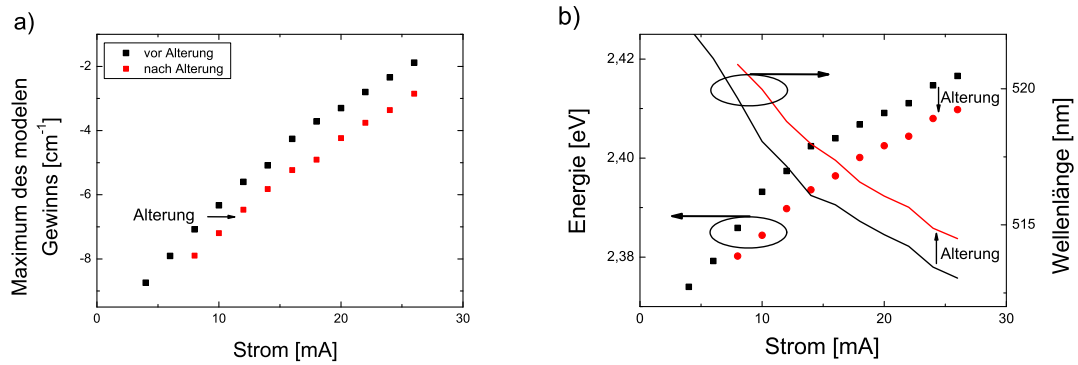 a)
vor Alterung
nach Alterung
Maximum des modelen
Gewinns [cm⁻¹]
-2
-4
-6
-8
Alterung
0
10
20
30
Strom [mA]
b)
Energie [eV]
2,42
2,40
2,38
Alterung
Alterung
520
515
Wellenlänge [nm]
0
10
20
30
Strom [mA]